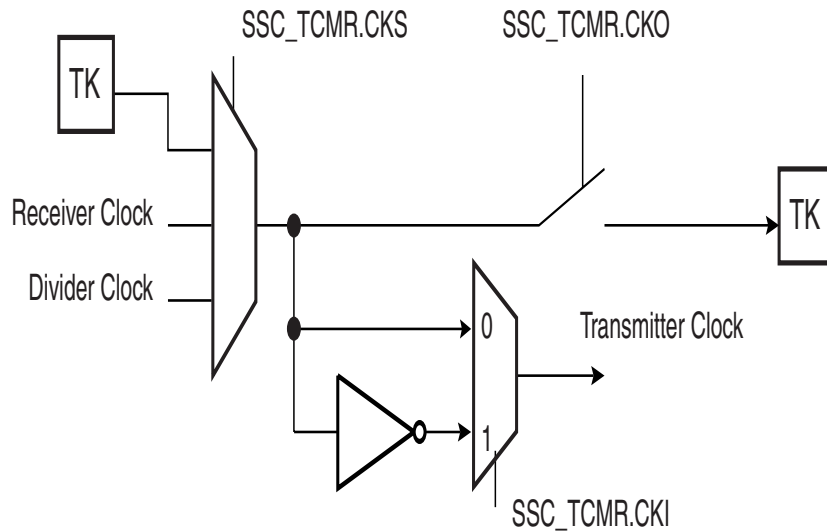 SSC_TCMR.CKS
SSC_TCMR.CKO
TK
Receiver Clock
TK
Divider Clock
0
Transmitter Clock
1
SSC_TCMR.CKI